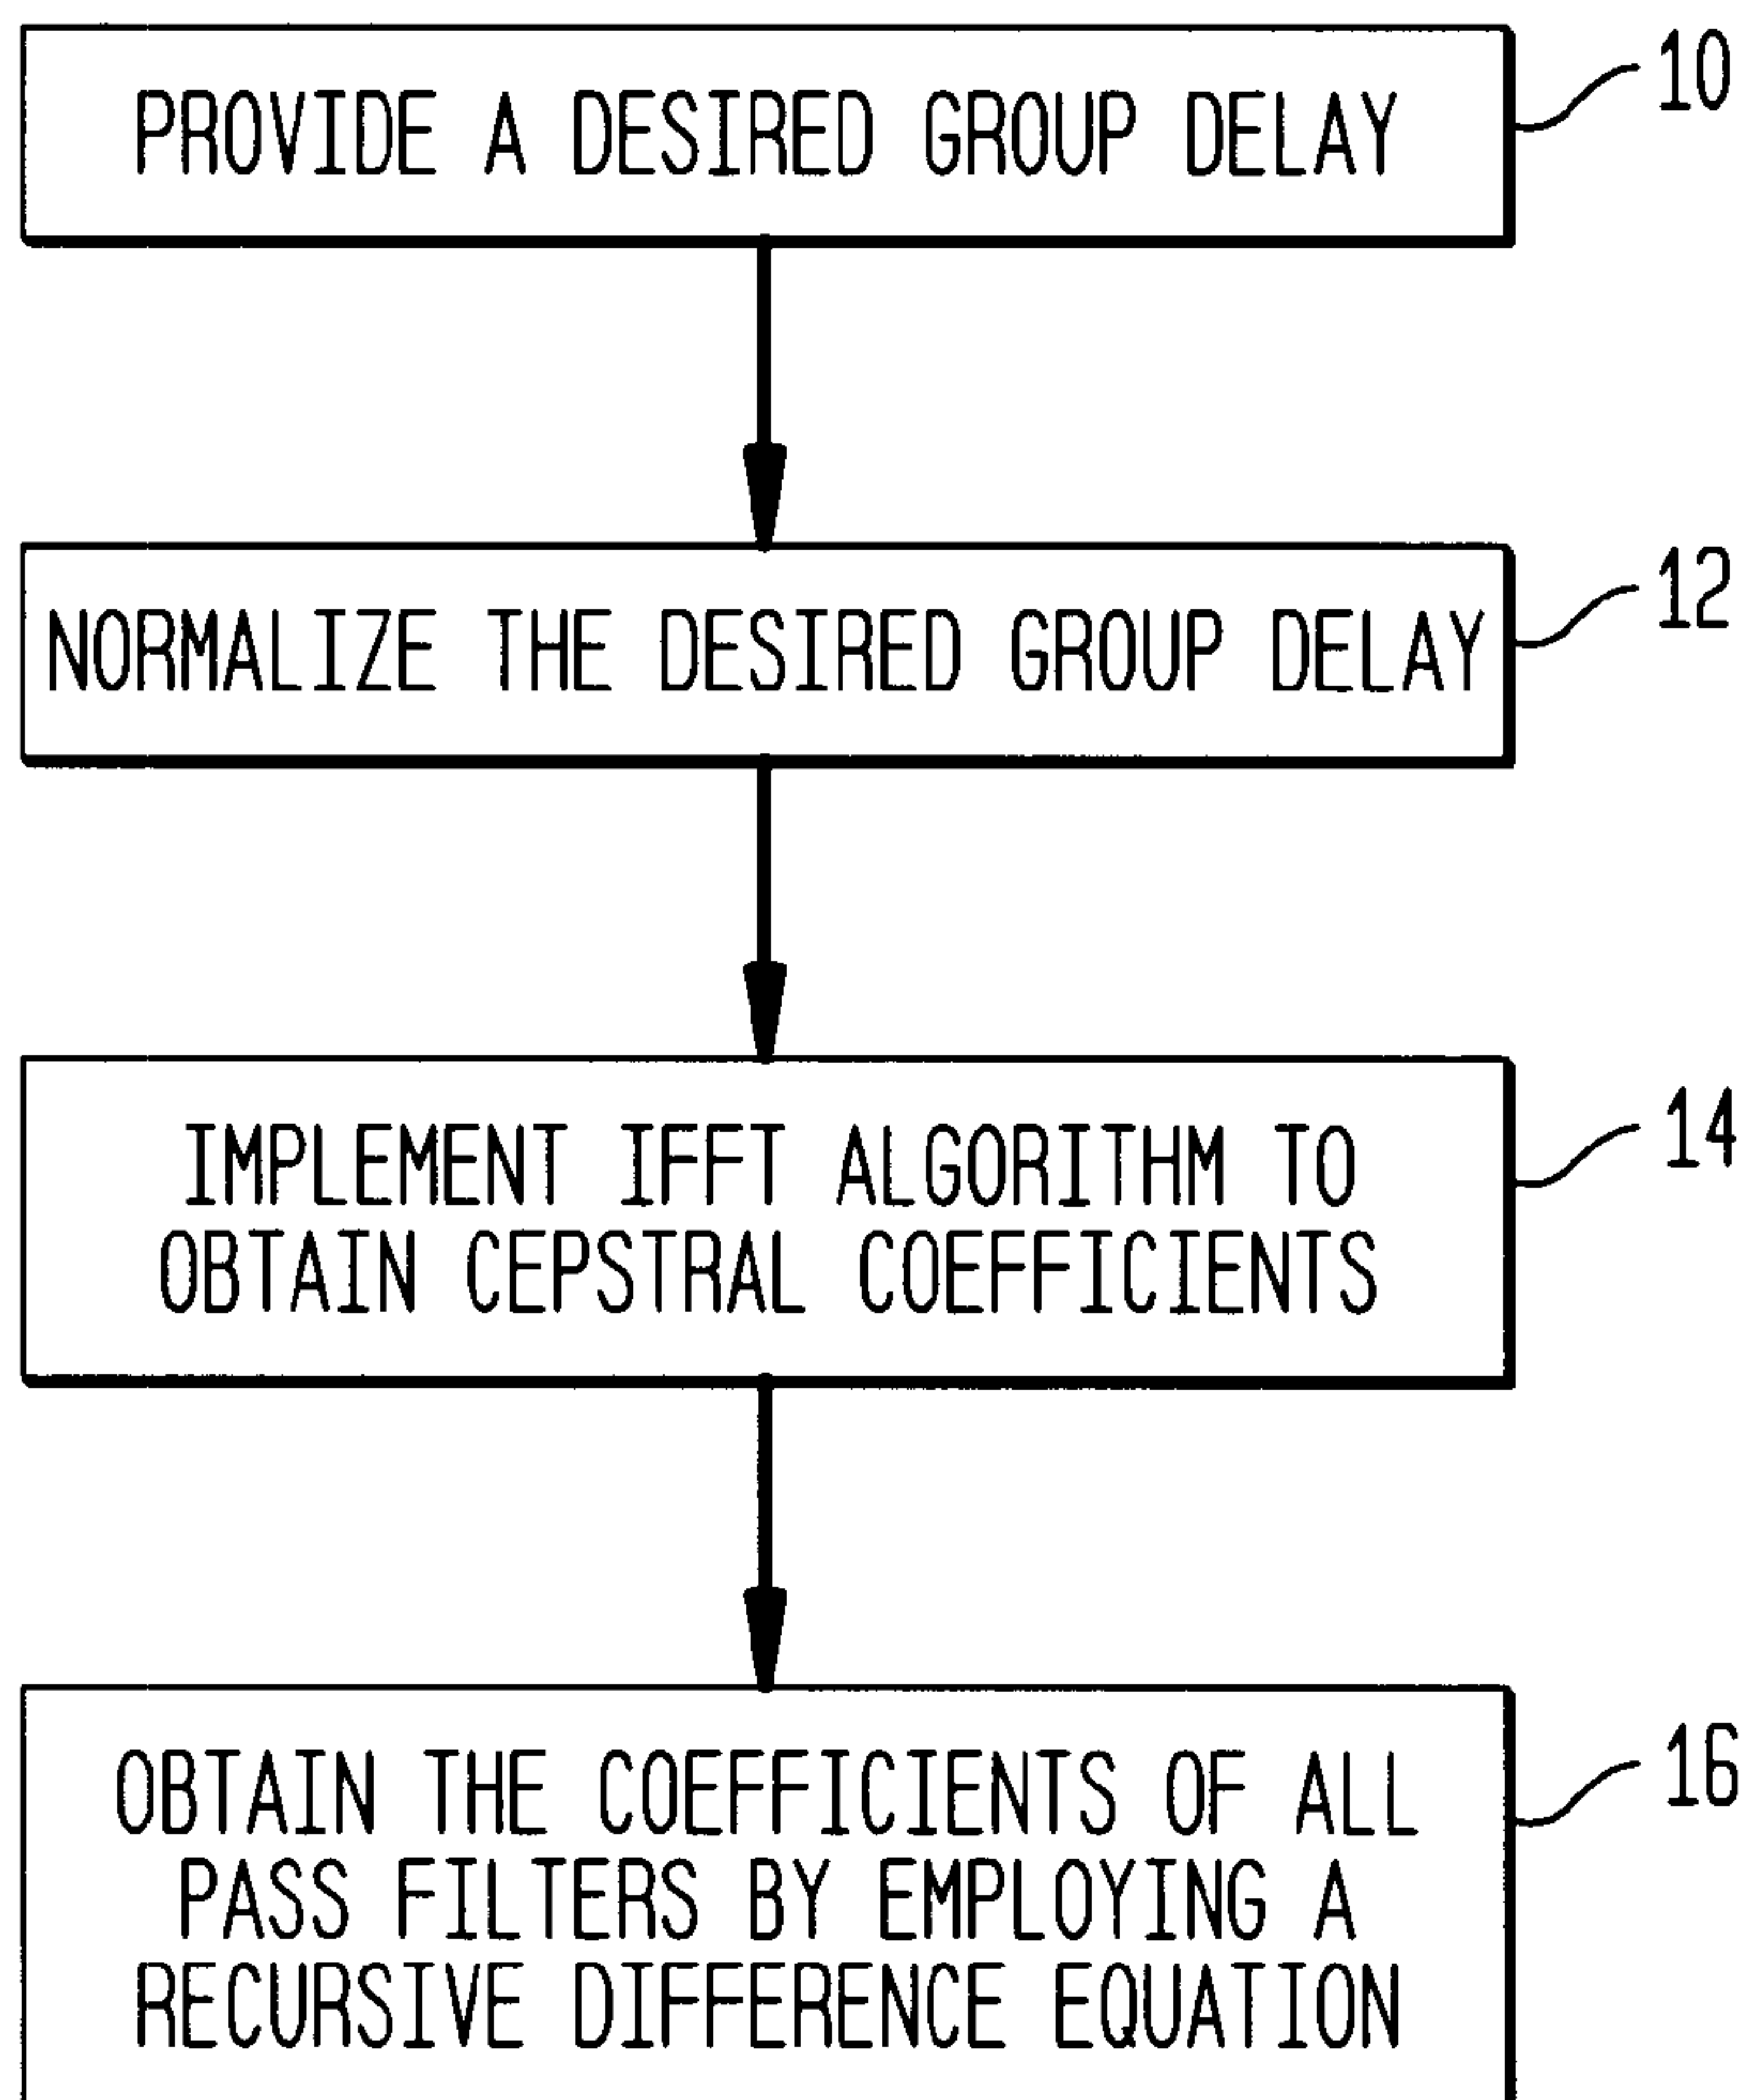 PROVIDE A DESIRED GROUP DELAY
10
NORMALIZE THE DESIRED GROUP DELAY
12
IMPLEMENT IFFT ALGORITHM TO
OBTAIN CEPSTRAL COEFFICIENTS
14
OBTAIN THE COEFFICIENTS OF ALL
PASS FILTERS BY EMPLOYING A
RECURSIVE DIFFERENCE EQUATION
16